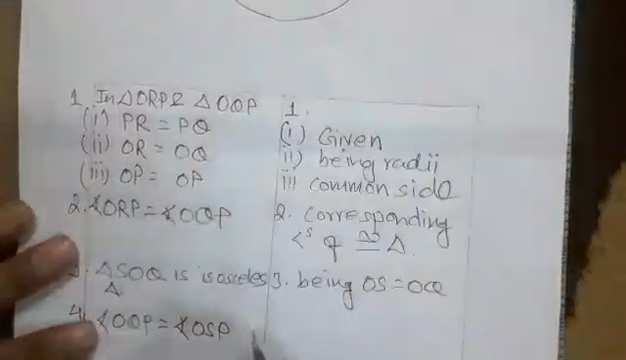 1. In △ORP & △OQP
(i) PR = PQ
(ii) OR = OQ
(iii) OP = OP
2. ∢ORP = ∢OQP
3. △SOQ is isosceles
△
4. ∢OQP = ∢OSP
1.
(i) Given
ii) being radii
iii common side
2. corresponding
<s of ≅ △.
3. being OS = OQ